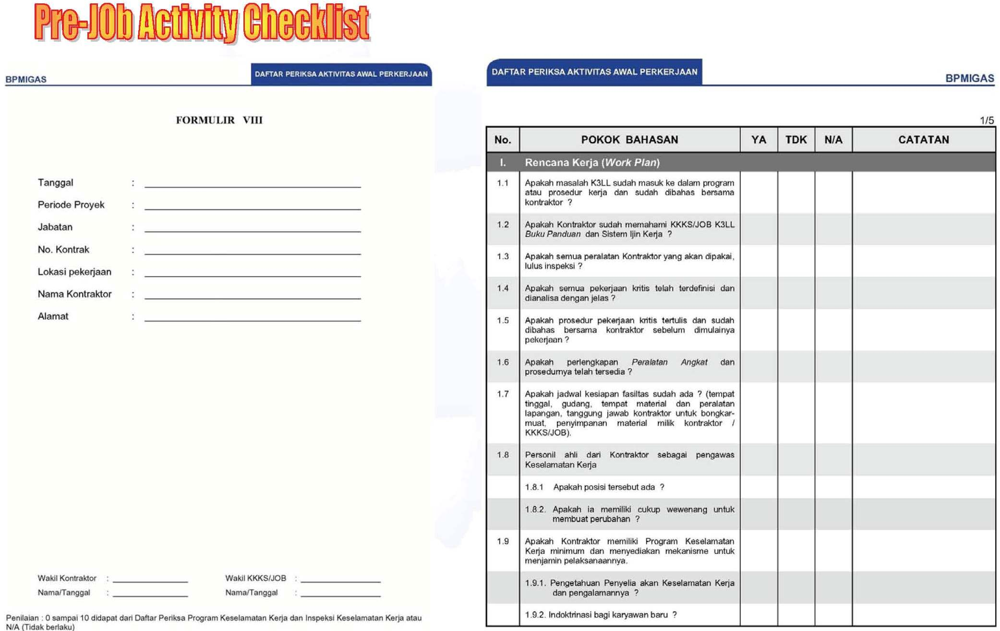 Pre-JOb Activity Checklist
BPMIGAS
DAFTAR PERIKSA AKTIVITAS AWAL PERKERJAAN
FORMULIR VIII
Tanggal :
Periode Proyek :
Jabatan :
No. Kontrak :
Lokasi pekerjaan :
Nama Kontraktor :
Alamat :
Wakil Kontraktor : Wakil KKKS/JOB :
Nama/Tanggal : Nama/Tanggal :
Penilaian : 0 sampai 10 didapat dari Daftar Periksa Program Keselamatan Kerja dan Inspeksi Keselamatan Kerja atau
N/A (Tidak berlaku)
DAFTAR PERIKSA AKTIVITAS AWAL PERKERJAAN
BPMIGAS
1/5
No. POKOK BAHASAN YA TDK N/A CATATAN
I. Rencana Kerja (Work Plan)
1.1 Apakah masalah K3LL sudah masuk ke dalam program
atau prosedur kerja dan sudah dibahas bersama
kontraktor ?
1.2 Apakah Kontraktor sudah memahami KKKS/JOB K3LL
Buku Panduan dan Sistem Ijin Kerja ?
1.3 Apakah semua peralatan Kontraktor yang akan dipakai,
lulus inspeksi ?
1.4 Apakah semua pekerjaan kritis telah terdefinisi dan
dianalisa dengan jelas ?
1.5 Apakah prosedur pekerjaan kritis tertulis dan sudah
dibahas bersama kontraktor sebelum dimulainya
pekerjaan ?
1.6 Apakah perlengkapan Peralatan Angkat dan
prosedurnya telah tersedia ?
1.7 Apakah jadwal kesiapan fasiltas sudah ada ? (tempat
tinggal, gudang, tempat material dan peralatan
lapangan, tanggung jawab kontraktor untuk bongkar-
muat, penyimpanan material milik kontraktor /
KKKS/JOB).
1.8 Personil ahli dari Kontraktor sebagai pengawas
Keselamatan Kerja
1.8.1 Apakah posisi tersebut ada ?
1.8.2. Apakah ia memiliki cukup wewenang untuk
membuat perubahan ?
1.9 Apakah Kontraktor memiliki Program Keselamatan
Kerja minimum dan menyediakan mekanisme untuk
menjamin pelaksanaannya.
1.9.1. Pengetahuan Penyelia akan Keselamatan Kerja
dan pengalamannya ?
1.9.2. Indoktrinasi bagi karyawan baru ?